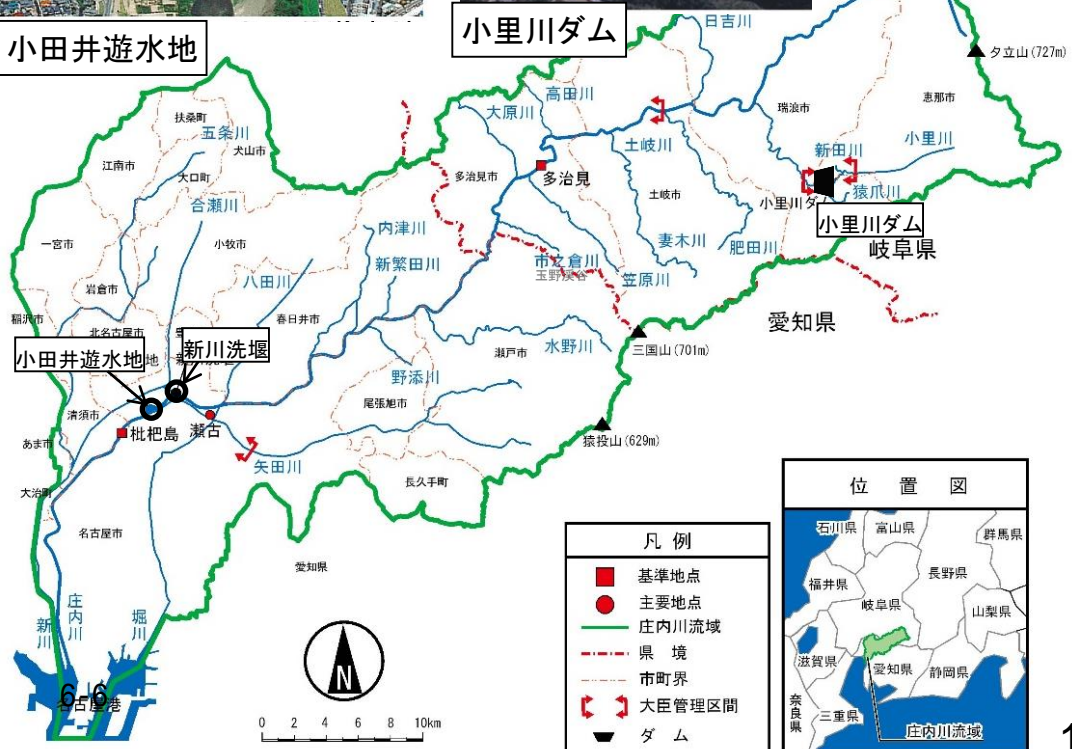 小田井遊水地
小里川ダム
日吉川
夕立山(727m)
高田川
大原川
瑞浪市
恵那市
扶桑町
五条川
犬山市
江南市
大口町
土岐川
新田川
小里川
多治見市
多治見
土岐市
猿爪川
合瀬川
小里川ダ
小里川ダム
岐阜県
一宮市
小牧市
内津川
妻木川
肥田川
新繁田川
市之倉川
玉野渓谷
笠原川
八田川
岩倉市
稲沢市
春日井市
愛知県
北名古屋市
小田井遊水地
地
新川洗堰
瀬戸市
水野川
三国山(701m)
野添川
尾張旭市
清須市
枇杷島
瀬古
あま市
猿投山(629m)
矢田川
大治町
長久手町
名古屋市
愛知県
庄内川
新川
堀川
6-6
名古屋港
N
0 2 4 6 8 10km
凡例
基準地点
主要地点
庄内川流域
県境
市町界
大臣管理区間
ダム
位置図
石川県
富山県
群馬県
福井県
長野県
岐阜県
山梨県
滋賀県
愛知県
静岡県
奈良県
三重県
庄内川流域
1